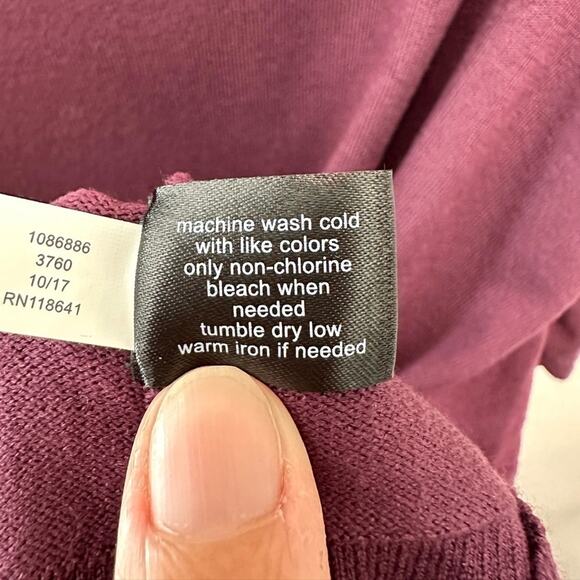 1086886
3760
10/17
RN118641
machine wash cold
with like colors
only non-chlorine
bleach when
needed
tumble dry low
warm iron if needed